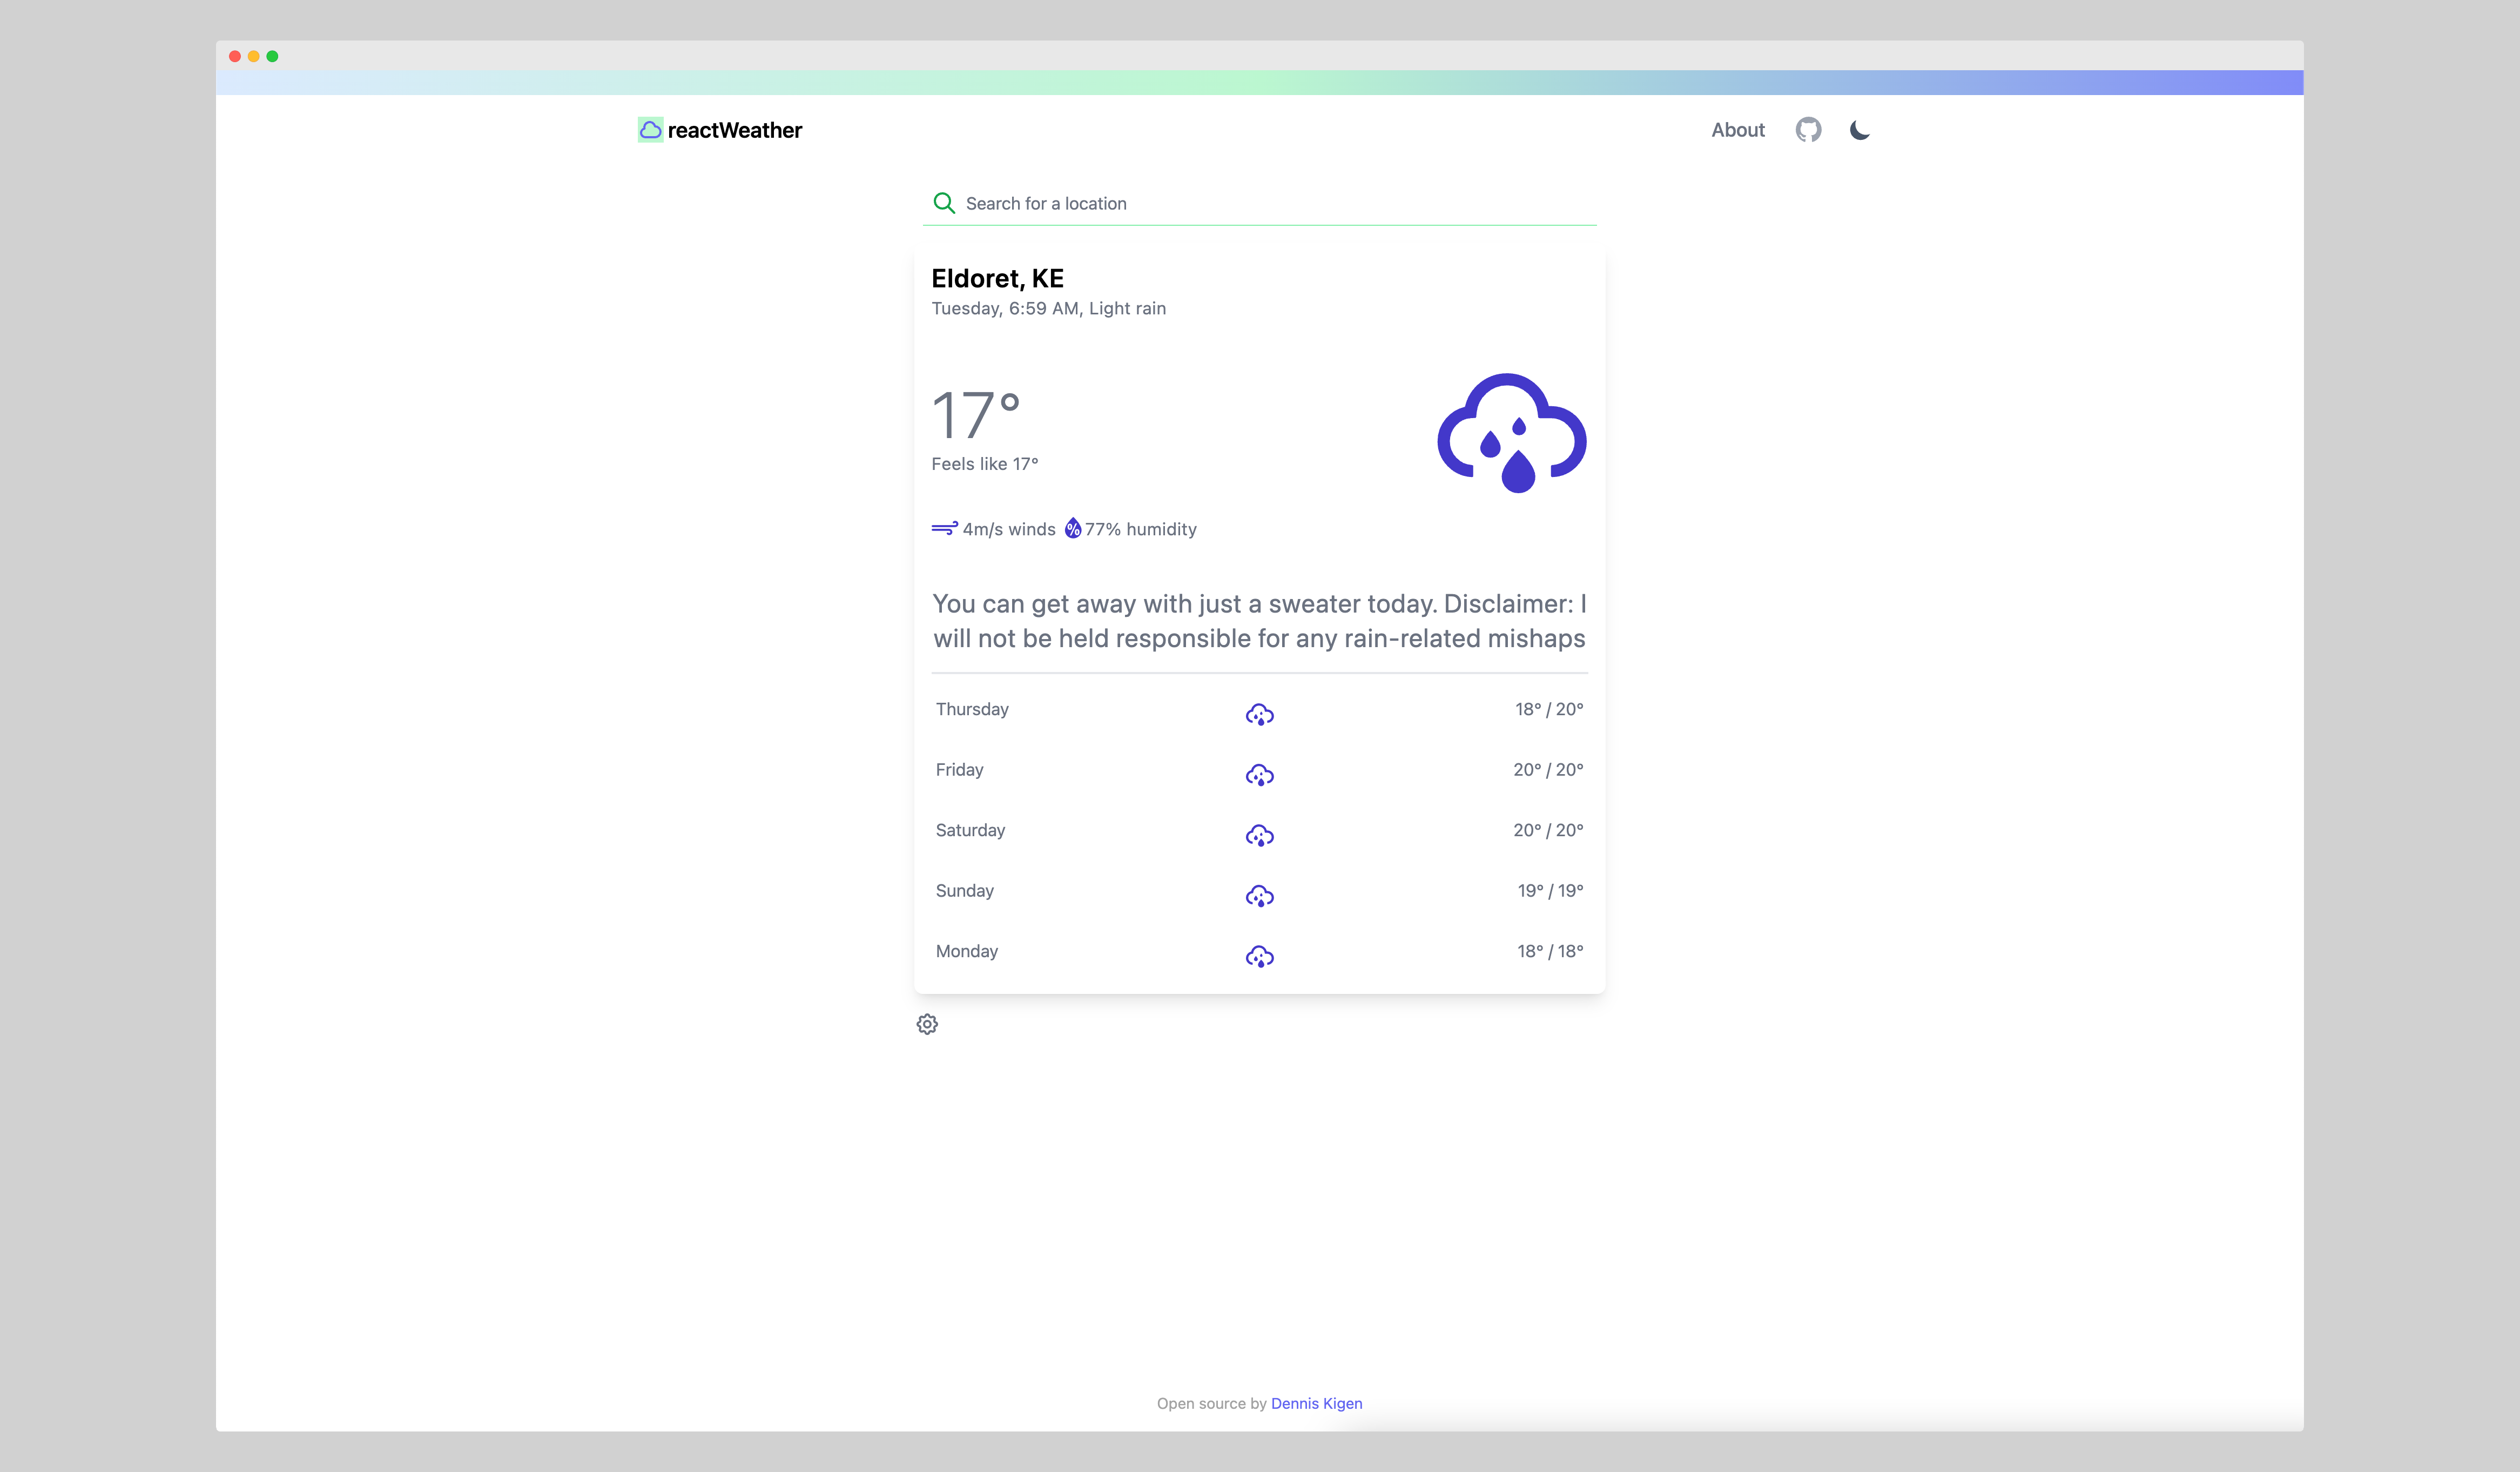 reactWeather
About
Search for a location
Eldoret, KE
Tuesday, 6:59 AM, Light rain
17°
Feels like 17°
4m/s winds % 77% humidity
You can get away with just a sweater today. Disclaimer: I
will not be held responsible for any rain-related mishaps
Thursday 18° / 20°
Friday 20° / 20°
Saturday 20° / 20°
Sunday 19° / 19°
Monday 18° / 18°
Open source by Dennis Kigen